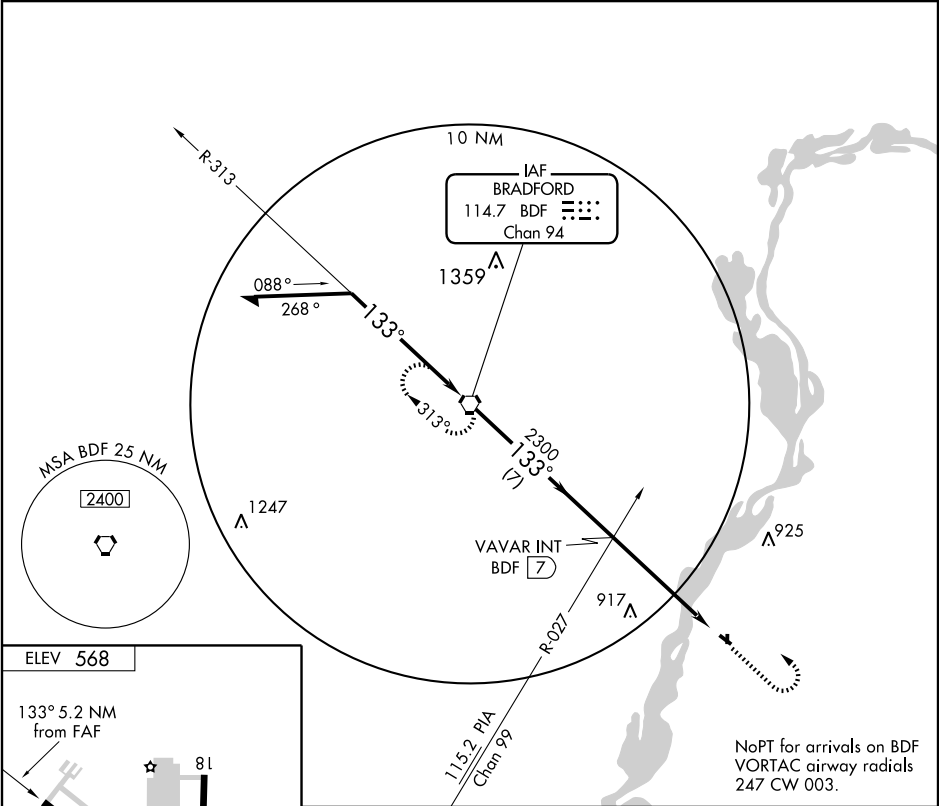 10 NM
R-313
IAF
BRADFORD
114.7 BDF
Chan 94
1359
088°
268°
133°
313°
2300
133°
(7)
MSA BDF 25 NM
2400
1247
VAVAR INT
BDF 7
925
917
R-027
115.2 PIA
Chan 99
ELEV 568
133° 5.2 NM
from FAF
18
NoPT for arrivals on BDF
VORTAC airway radials
247 CW 003.